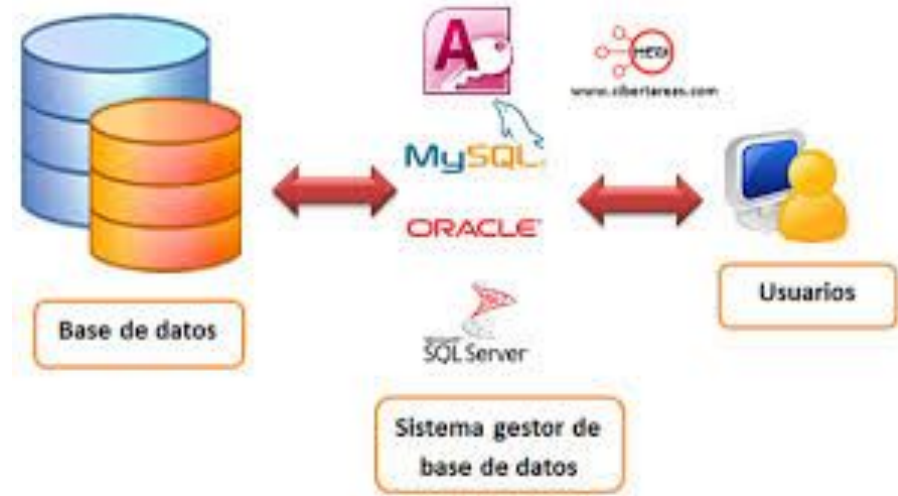 A
www.cibertareas.com
MySQL
ORACLE
SQL Server
Base de datos
Usuarios
Sistema gestor de
base de datos